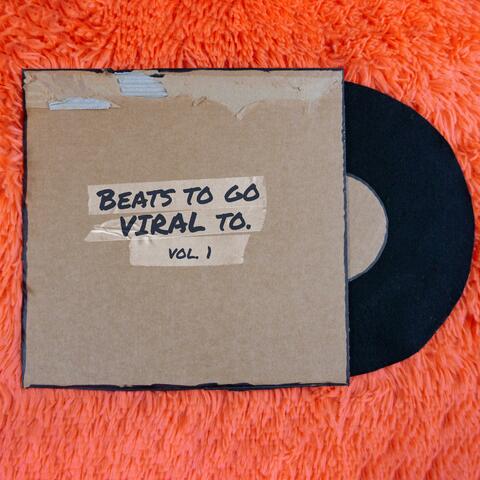 BEATS TO GO
VIRAL TO.
VOL. 1